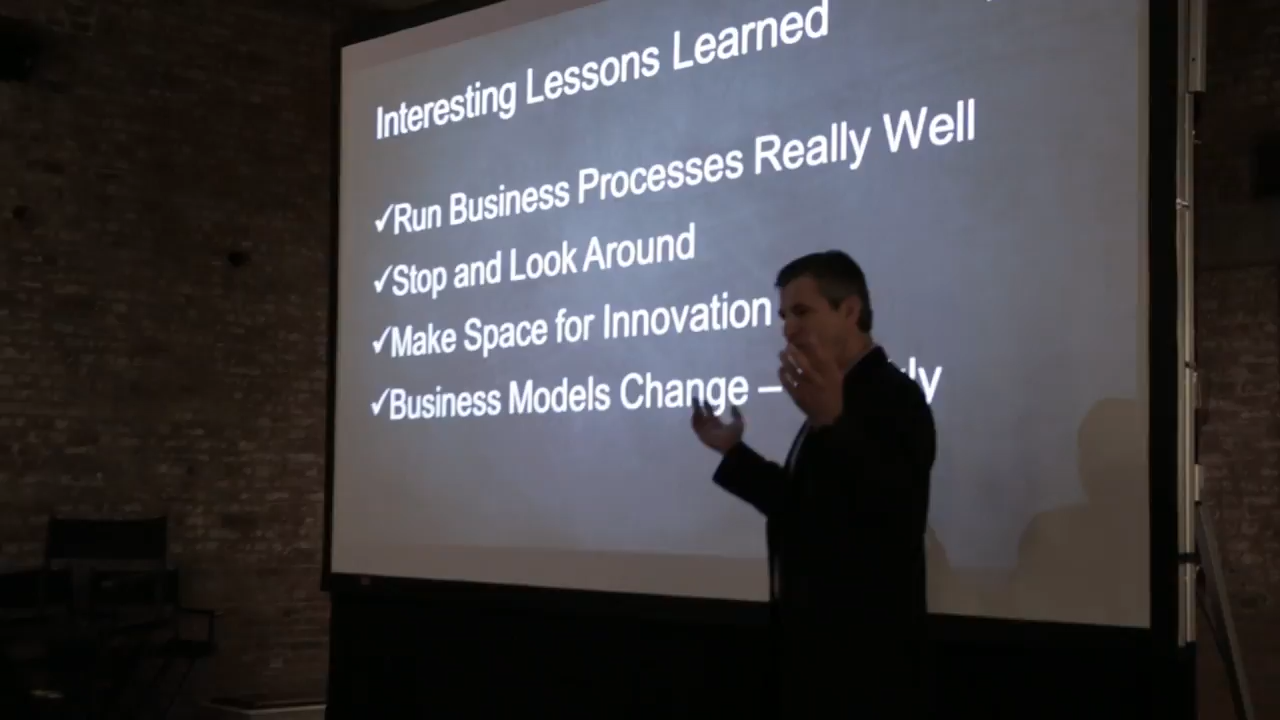 Interesting Lessons Learned
✓Run Business Processes Really Well
✓Stop and Look Around
✓Make Space for Innovation
✓Business Models Change –